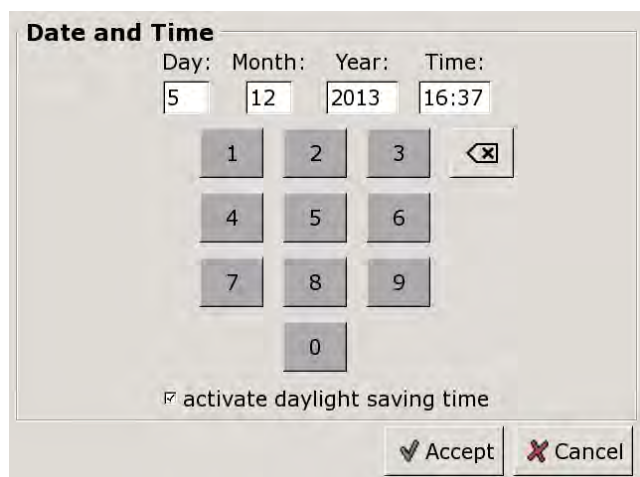 Date and Time
Day: Month: Year: Time:
5 12 2013 16:37
1 2 3
4 5 6
7 8 9
0
activate daylight saving time
Accept Cancel